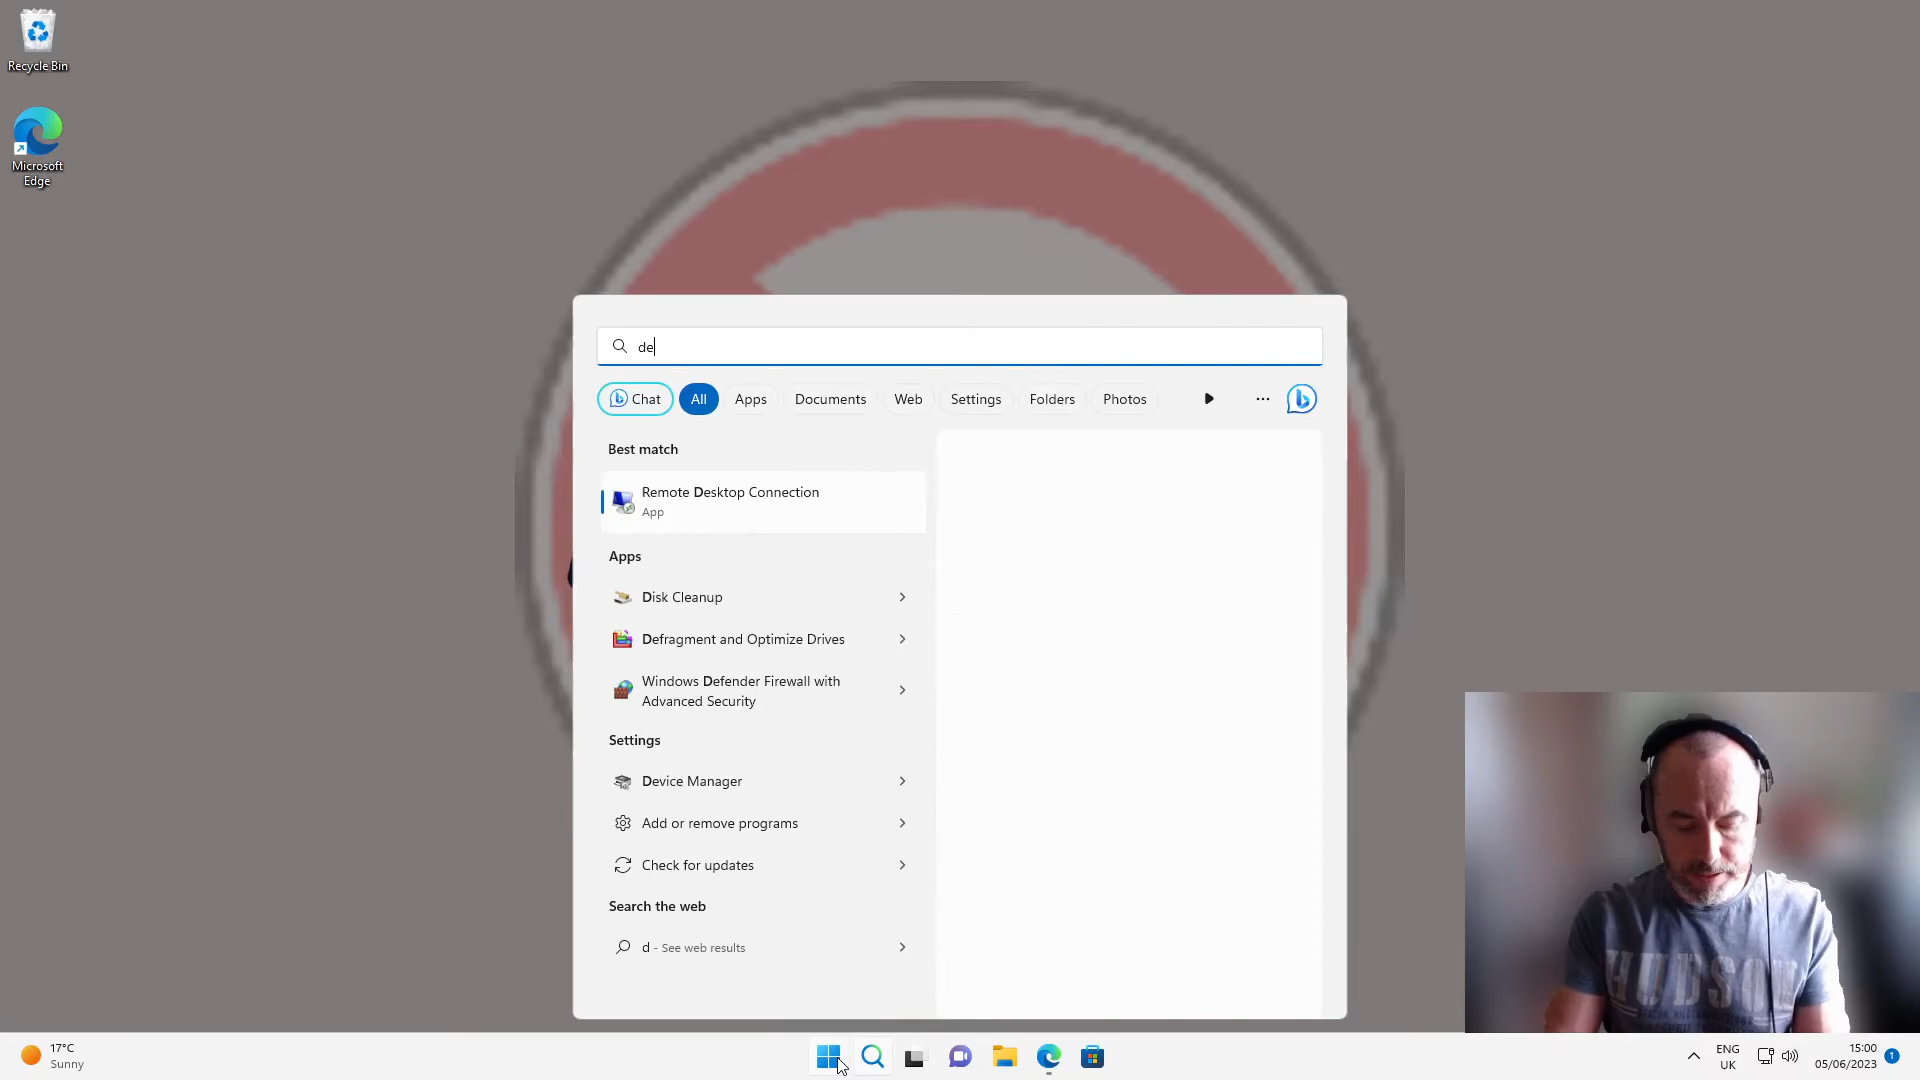 Recycle Bin
Microsoft
Edge
de
Chat
All
Apps
Documents
Web
Settings
Folders
Photos
Best match
Remote Desktop Connection
App
Apps
Disk Cleanup
Defragment and Optimize Drives
Windows Defender Firewall with
Advanced Security
Settings
Device Manager
Add or remove programs
Check for updates
Search the web
d - See web results
HUDSON
17°C
Sunny
ENG
UK
15:00
05/06/2023
1